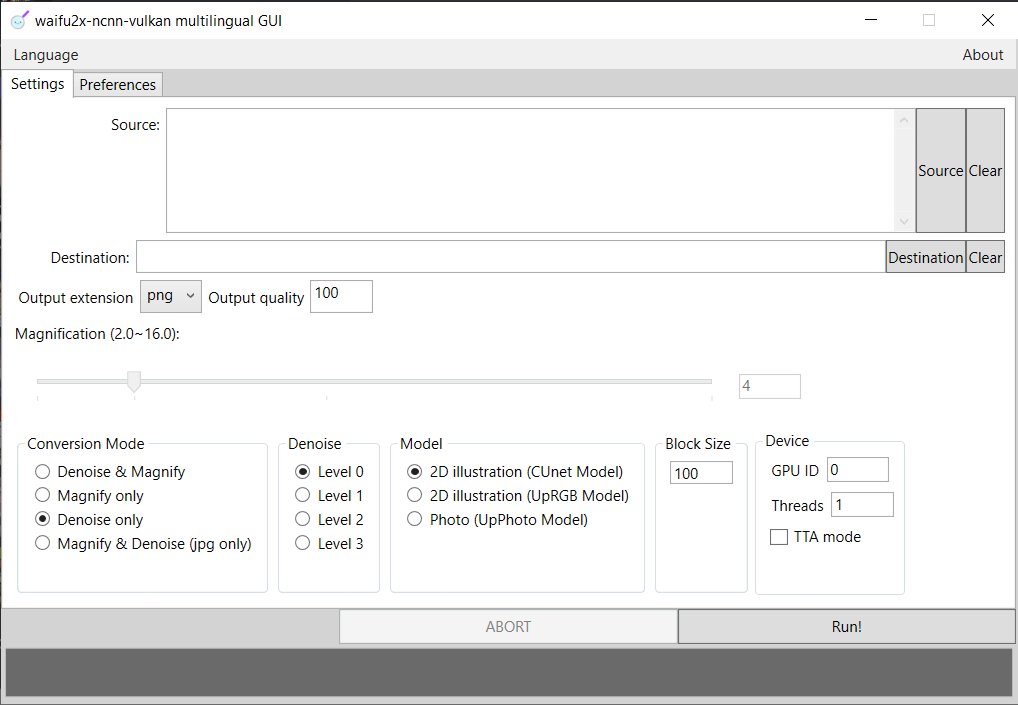 waifu2x-ncnn-vulkan multilingual GUI
Language About
Settings Preferences
Source: Source Clear
Destination: Destination Clear
Output extension png Output quality 100
Magnification (2.0~16.0):
4
Conversion Mode
Denoise & Magnify
Magnify only
Denoise only
Magnify & Denoise (jpg only)
Denoise
Level 0
Level 1
Level 2
Level 3
Model
2D illustration (CUnet Model)
2D illustration (UpRGB Model)
Photo (UpPhoto Model)
Block Size
100
Device
GPU ID 0
Threads 1
TTA mode
ABORT Run!